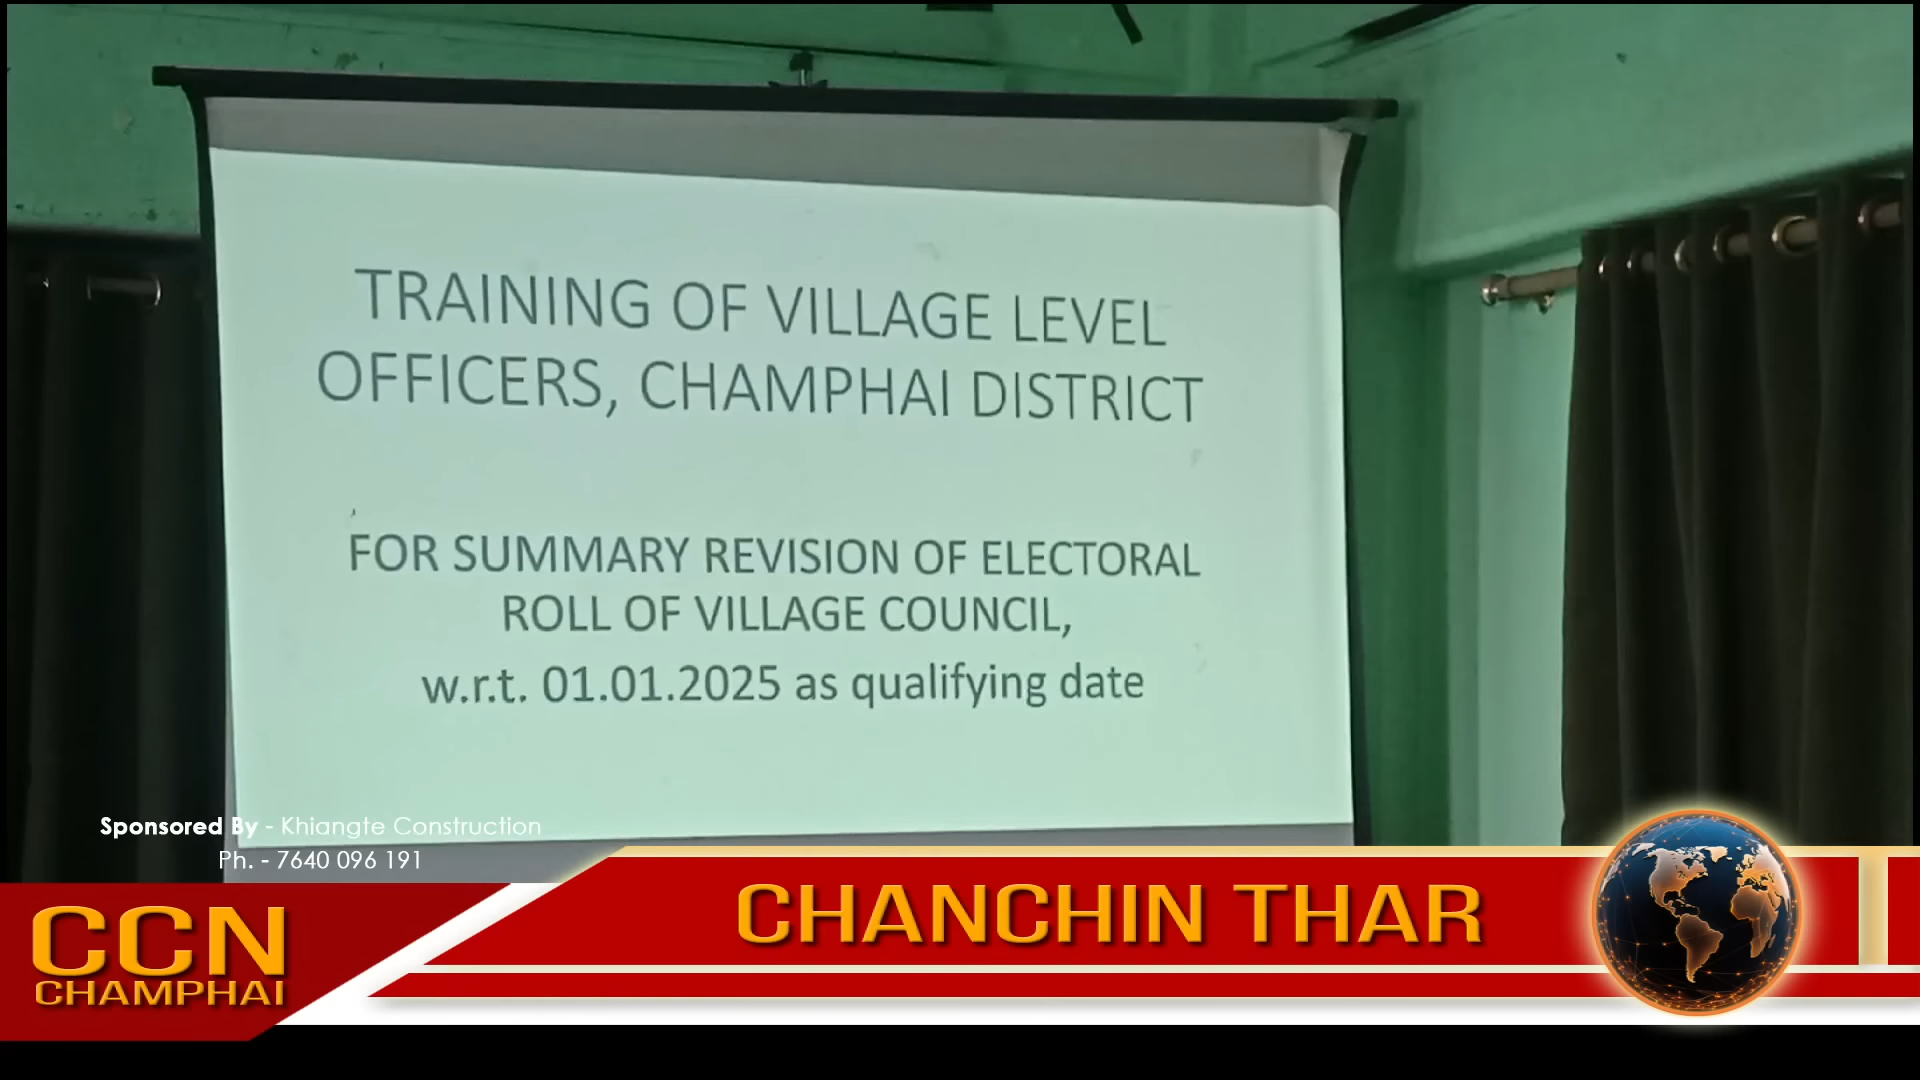 TRAINING OF VILLAGE LEVEL
OFFICERS, CHAMPHAI DISTRICT
FOR SUMMARY REVISION OF ELECTORAL
ROLL OF VILLAGE COUNCIL,
w.r.t. 01.01.2025 as qualifying date
Sponsored By - Khiangte Construction
Ph. - 7640 096 191
CCN
CHAMPHAI
CHANCHIN THAR